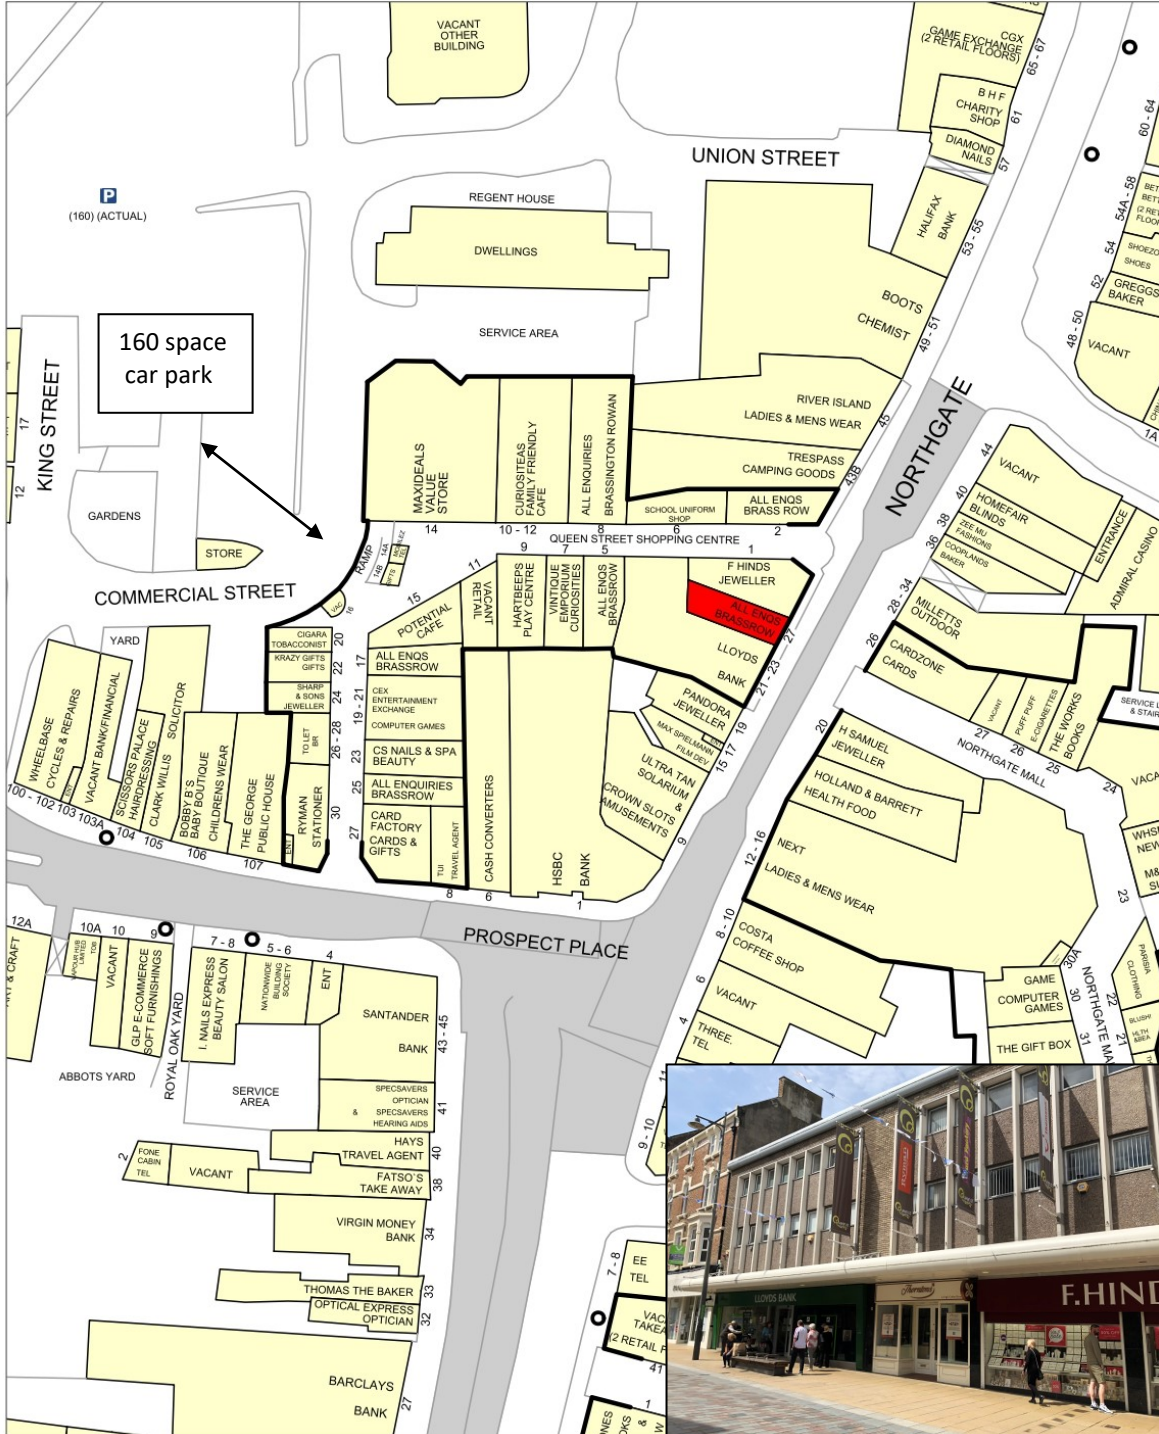 VACANT
OTHER
BUILDING
CGX
GAME EXCHANGE
(2 RETAIL FLOORS)
65 - 67
B H F
CHARITY
SHOP
61
DIAMOND
NAILS
57
60 - 64
UNION STREET
P
(160) (ACTUAL)
REGENT HOUSE
DWELLINGS
HALIFAX
BANK
53 - 55
54A - 58
54
SHOEZO
SHOES
52
GREGGS
BAKER
48 - 50
VACANT
1A
BOOTS
CHEMIST
49 - 51
SERVICE AREA
160 space
car park
KING STREET
17
12
GARDENS
STORE
COMMERCIAL STREET
RAMP
MAXIDEALS
VALUE
STORE
14
CURIOSITEAS
FAMILY FRIENDLY
CAFE
10 - 12
ALL ENQUIRIES
BRASSINGTON ROWAN
8
RIVER ISLAND
LADIES & MENS WEAR
45
TRESPASS
CAMPING GOODS
43B
SCHOOL UNIFORM
SHOP
6
ALL ENQS
BRASS ROW
2
NORTHGATE
QUEEN STREET SHOPPING CENTRE
14A
14B
GIFTS
VAC
16
15
POTENTIAL
CAFE
11
VACANT
RETAIL
9
HARTBEEPS
PLAY CENTRE
7
VINTIQUE
EMPORIUM
CURIOSITIES
5
ALL ENQS
BRASSROW
1
F HINDS
JEWELLER
ALL ENQS
BRASSROW
27
LLOYDS
BANK
21 - 23
PANDORA
JEWELLER
19
MAX SPIELMANN
FILM DEV
ENT
15 17
ULTRA TAN
SOLARIUM
&
CROWN SLOTS
AMUSEMENTS
9
44
VACANT
40
HOMEFAIR
BLINDS
38
ZEE MU
FASHIONS
36
COOPLANDS
BAKER
ENTRANCE
ADMIRAL CASINO
28 - 34
MILLETTS
OUTDOOR
26
CARDZONE
CARDS
VACANT
27
PUFF PUFF
E-CIGARETTES
26
THE WORKS
BOOKS
25
SERVICE
& STAIR
NORTHGATE MALL
24
20
H SAMUEL
JEWELLER
HOLLAND & BARRETT
HEALTH FOOD
NEXT
LADIES & MENS WEAR
12 - 16
23
YARD
WHEELBASE
CYCLES & REPAIRS
100 - 102
ENT
103
VACANT BANK/FINANCIAL
103A
SCISSORS PALACE
HAIRDRESSING
104
CLARK WILLIS SOLICITOR
105
BOBBY B'S
BABY BOUTIQUE
CHILDRENS WEAR
106
THE GEORGE
PUBLIC HOUSE
107
CIGARA
TOBACCONIST
20
KRAZY GIFTS
GIFTS
22
SHARP
& SONS
JEWELLER
24
TO LET
BR
26 - 28
RYMAN
STATIONER
ENT
30
17
ALL ENQS
BRASSROW
19 - 21
CEX
ENTERTAINMENT
EXCHANGE
COMPUTER GAMES
23
CS NAILS & SPA
BEAUTY
25
ALL ENQUIRIES
BRASSROW
27
CARD
FACTORY
CARDS &
GIFTS
TUI
TRAVEL AGENT
8
CASH CONVERTERS
6
HSBC
BANK
1
PROSPECT PLACE
12A
10A
10
VACANT
9
GLP E-COMMERCE
SOFT FURNISHINGS
ROYAL OAK YARD
7 - 8
I. NAILS EXPRESS
BEAUTY SALON
5 - 6
NATIONWIDE
BUILDING
SOCIETY
4
ENT
SANTANDER
BANK
43 - 45
ABBOTS YARD
SERVICE
AREA
SPECSAVERS
OPTICIAN
& SPECSAVERS
HEARING AIDS
41
HAYS
TRAVEL AGENT
40
2
FONE
CABIN
TEL
VACANT
FATSO'S
TAKE AWAY
38
VIRGIN MONEY
BANK
34
THOMAS THE BAKER
33
OPTICAL EXPRESS
OPTICIAN
32
BARCLAYS
BANK
27
8 - 10
COSTA
COFFEE SHOP
6
VACANT
4
THREE.
TEL
9 - 10
30A
GAME
COMPUTER
GAMES
30
THE GIFT BOX
31
PARISIA
CLOTHING
22
BLUSH!
21
7 - 8
EE
TEL
(2 RETAIL F
41
1
LLOYDS BANK
Thorntons
F.HIND